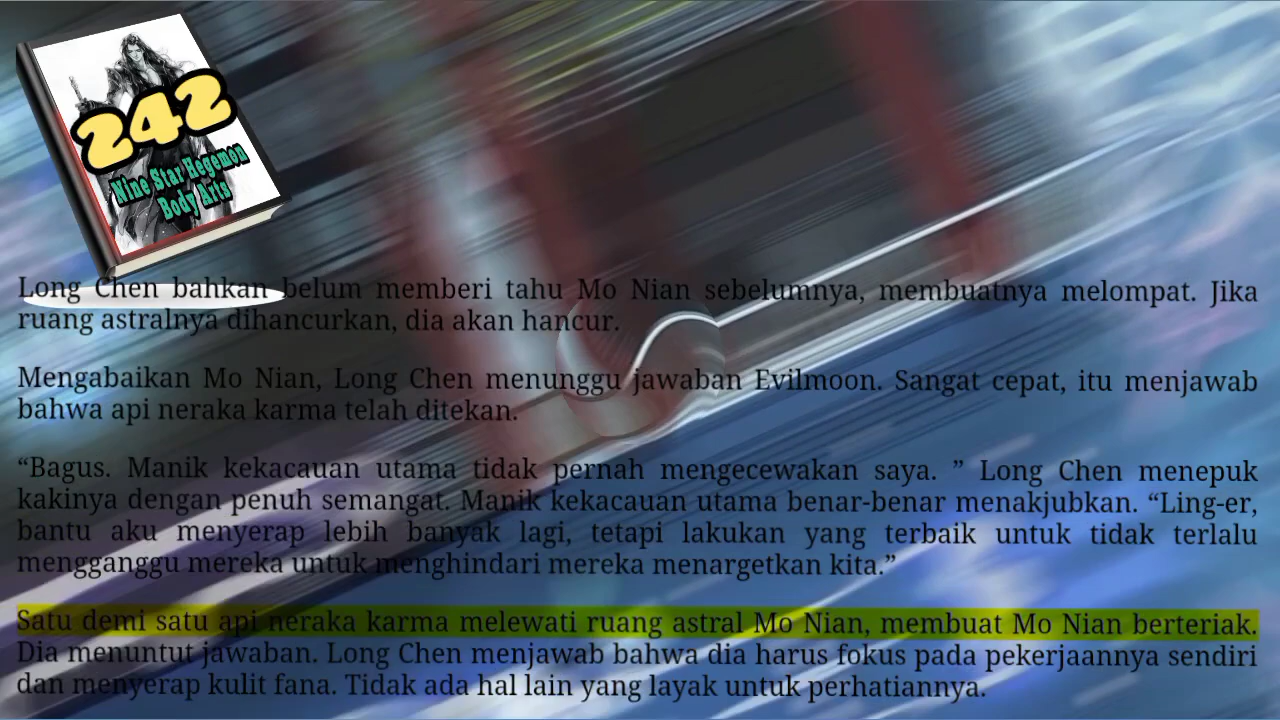 242
Nine Star Hegemon
Body Arts
Long Chen bahkan belum memberi tahu Mo Nian sebelumnya, membuatnya melompat. Jika
ruang astralnya dihancurkan, dia akan hancur.
Mengabaikan Mo Nian, Long Chen menunggu jawaban Evilmoon. Sangat cepat, itu menjawab
bahwa api neraka karma telah ditekan.
“Bagus. Manik kekacauan utama tidak pernah mengecewakan saya. ” Long Chen menepuk
kakinya dengan penuh semangat. Manik kekacauan utama benar-benar menakjubkan. “Ling-er,
bantu aku menyerap lebih banyak lagi, tetapi lakukan yang terbaik untuk tidak terlalu
mengganggu mereka untuk menghindari mereka menargetkan kita.”
Satu demi satu api neraka karma melewati ruang astral Mo Nian, membuat Mo Nian berteriak.
Dia menuntut jawaban. Long Chen menjawab bahwa dia harus fokus pada pekerjaannya sendiri
dan menyerap kulit fana. Tidak ada hal lain yang layak untuk perhatiannya.